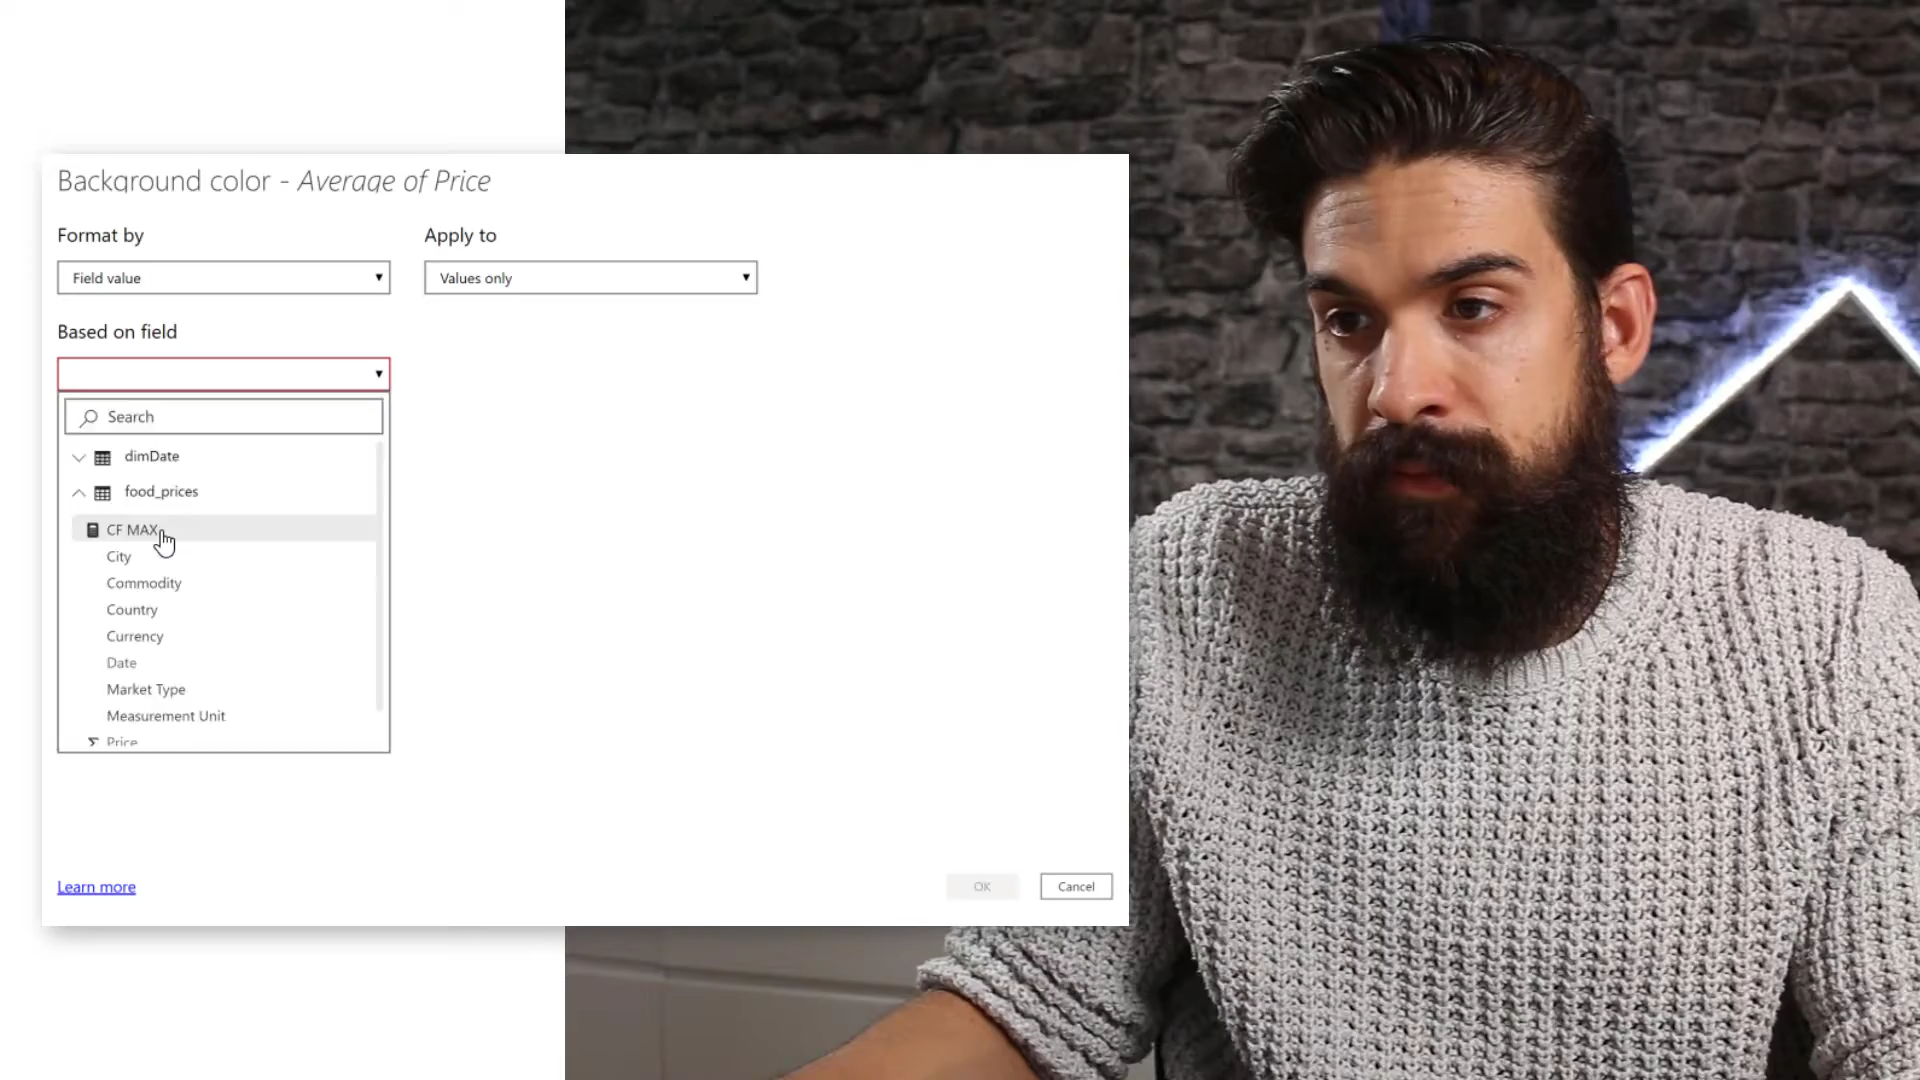 Background color - Average of Price
Format by
Apply to
Field value
Values only
Based on field
Search
dimDate
food_prices
CF MAX
City
Commodity
Country
Currency
Date
Market Type
Measurement Unit
Price
Learn more
OK
Cancel